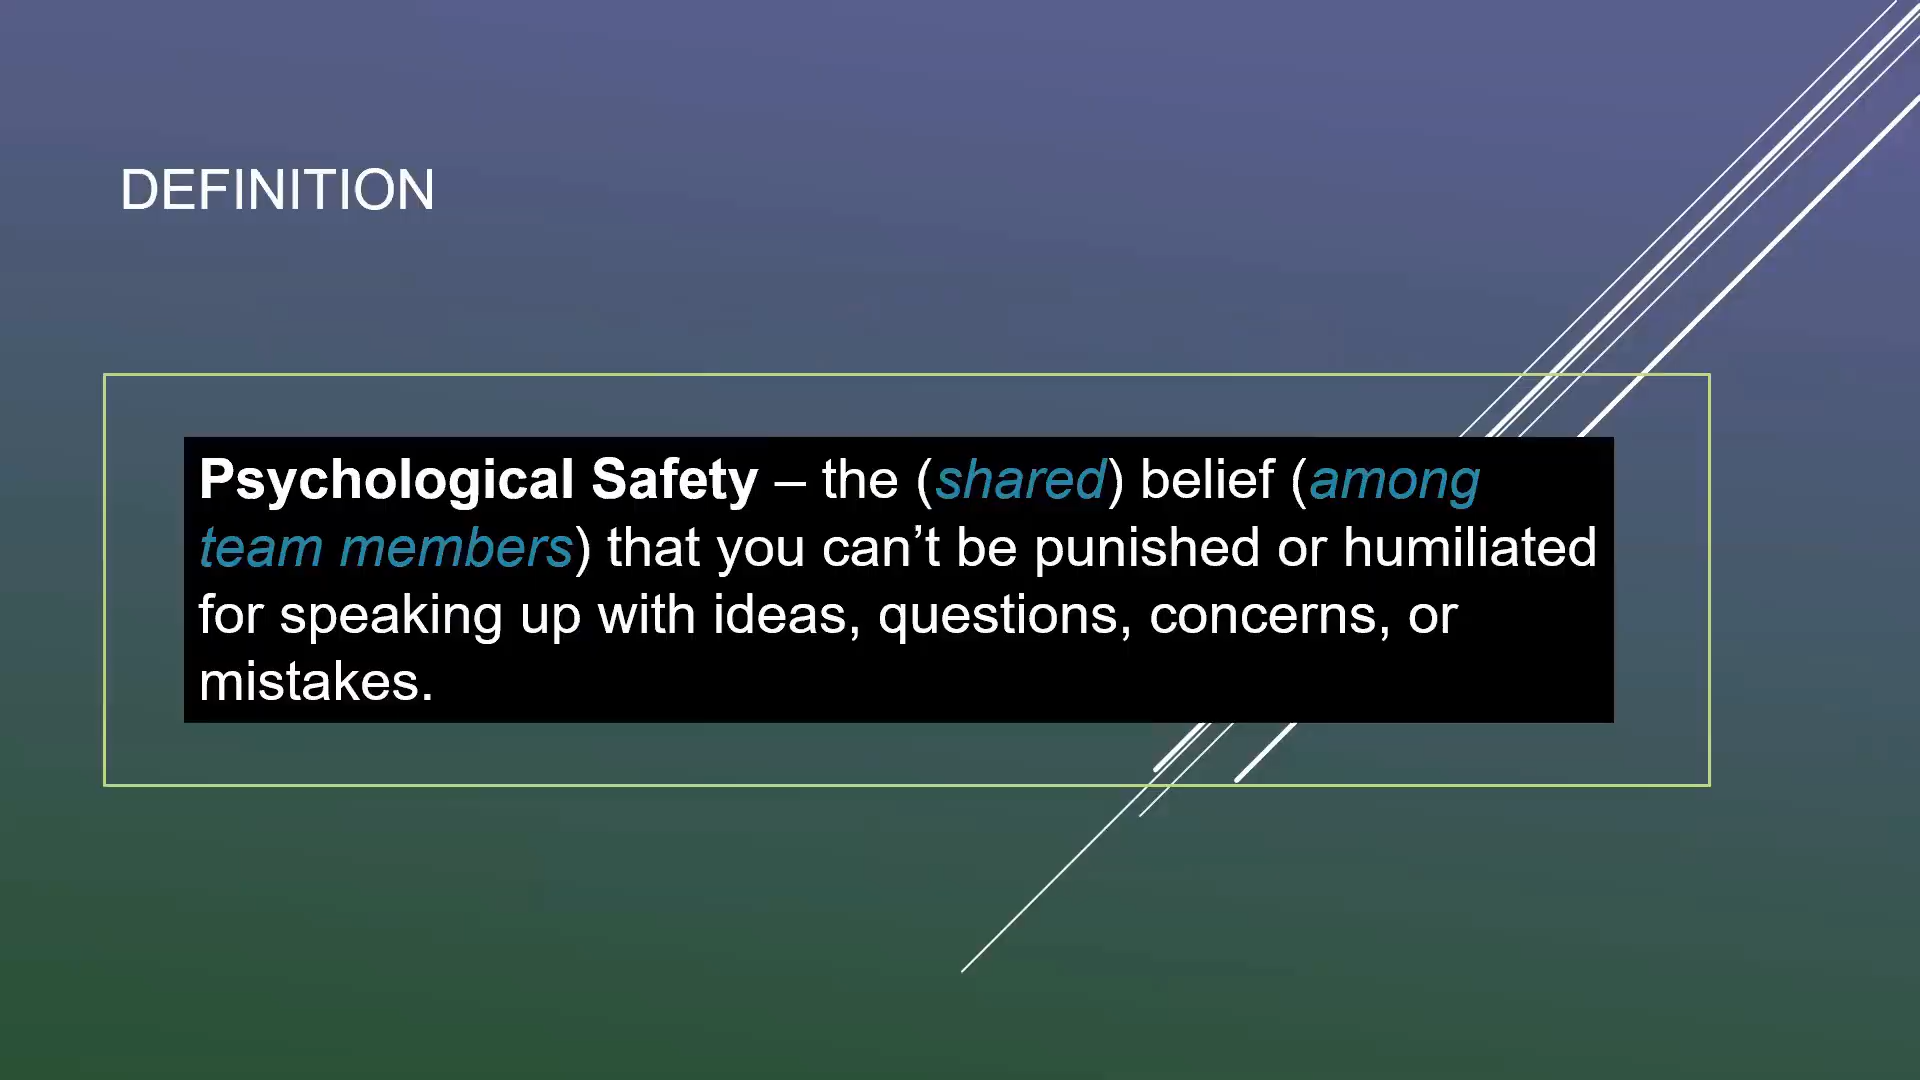 DEFINITION
Psychological Safety – the (shared) belief (among
team members) that you can’t be punished or humiliated
for speaking up with ideas, questions, concerns, or
mistakes.